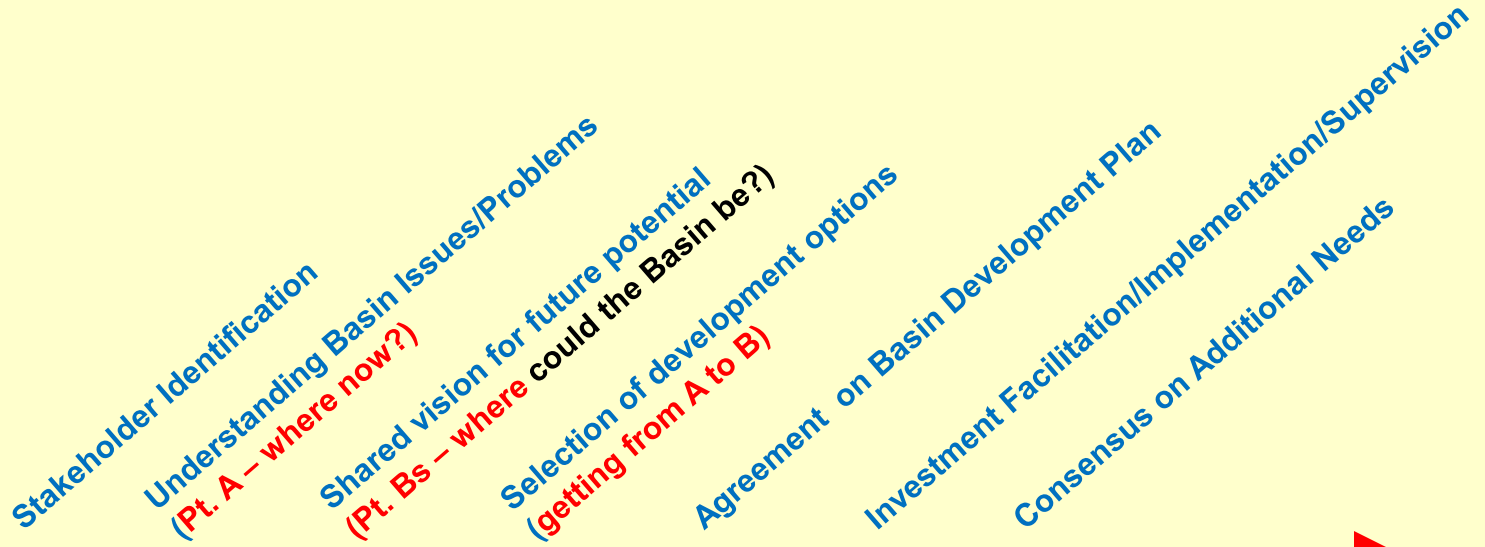 Stakeholder Identification
Understanding Basin Issues/Problems
(Pt. A – where now?)
Shared vision for future potential
(Pt. Bs – where could the Basin be?)
Selection of development options
(getting from A to B)
Agreement  on Basin Development Plan
Investment Facilitation/Implementation/Supervision
Consensus on Additional Needs